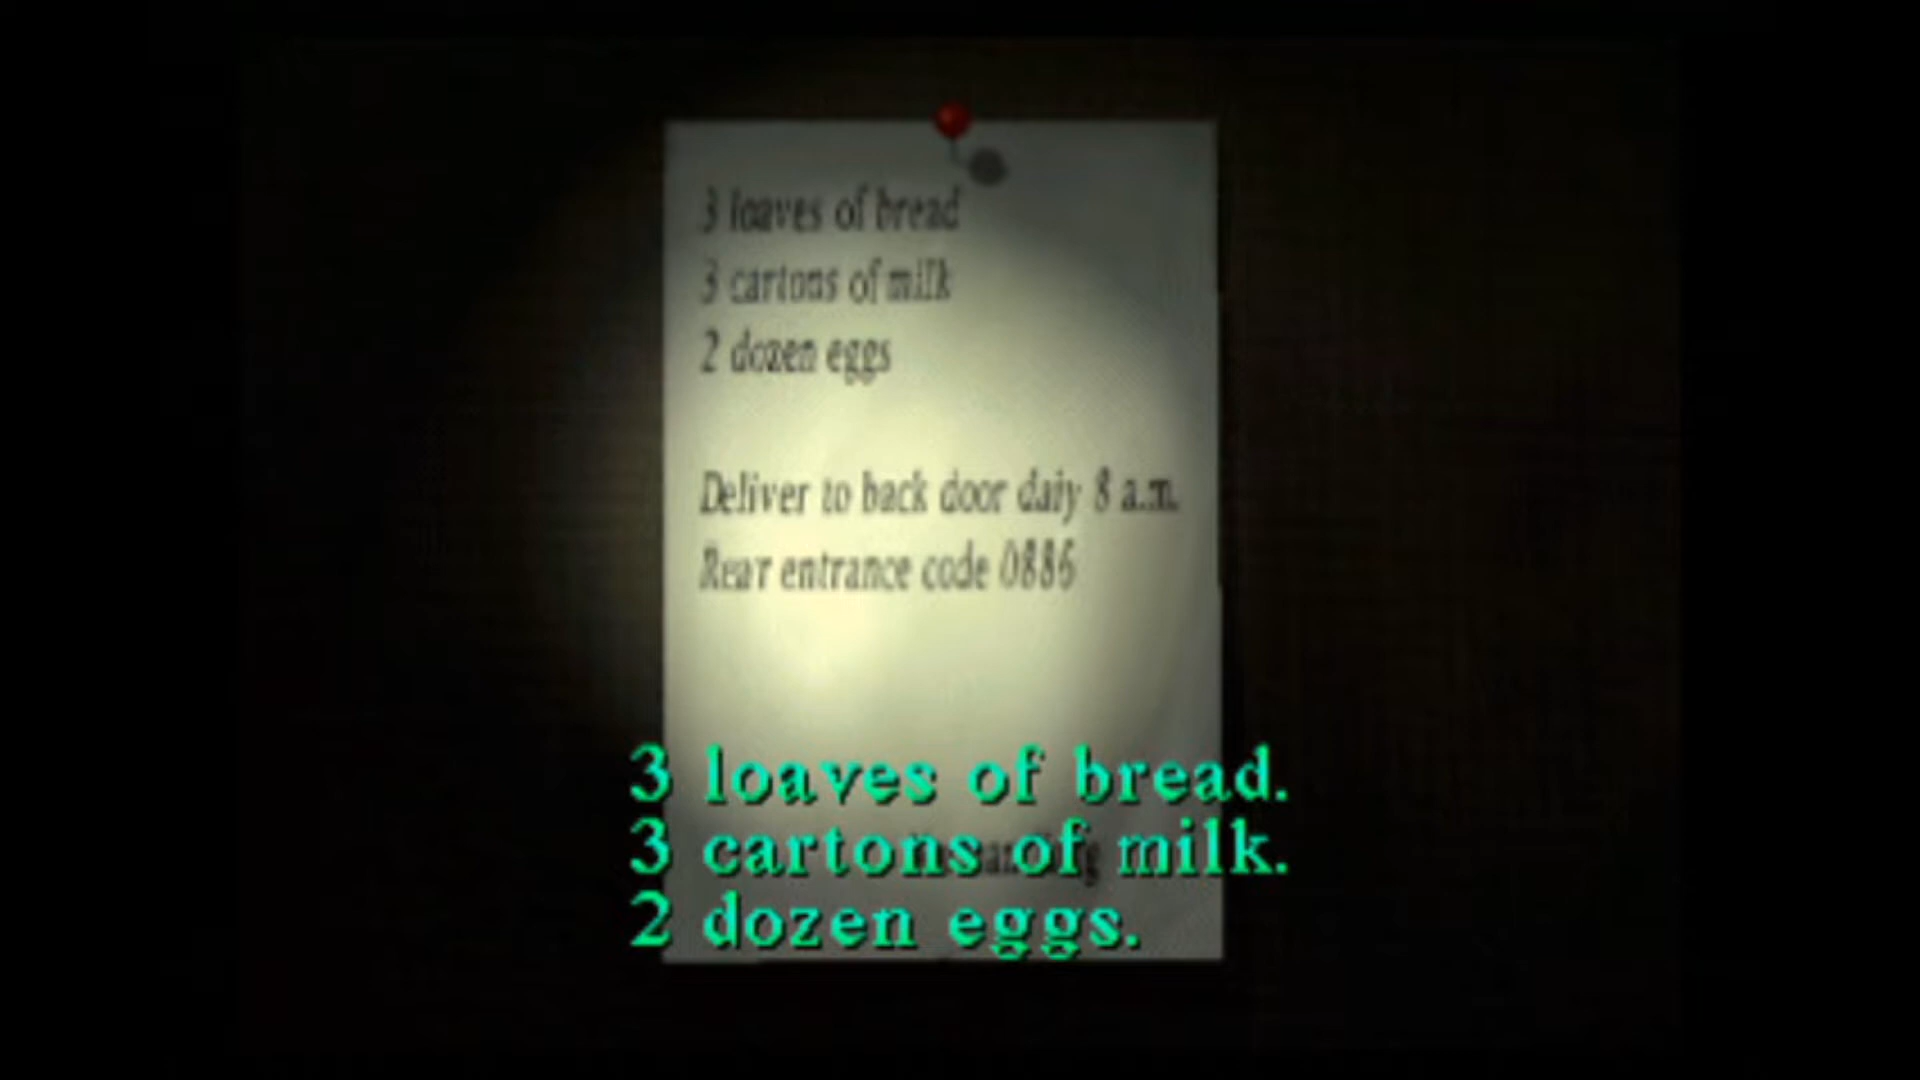 3 loaves of bread
3 cartons of milk
2 dozen eggs
Deliver to back door daiy 8 a.m.
Rear entrance code 0886
3 loaves of bread.
3 cartons of milk.
2 dozen eggs.